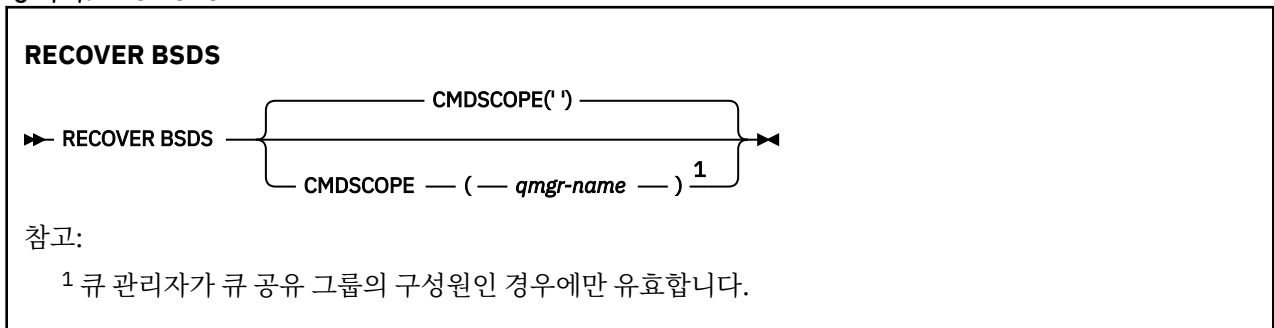 RECOVER BSDS
CMDSCOPE(' ')
RECOVER BSDS
CMDSCOPE ( qmgr-name ) 1
참고:
1 큐 관리자가 큐 공유 그룹의 구성원인 경우에만 유효합니다.